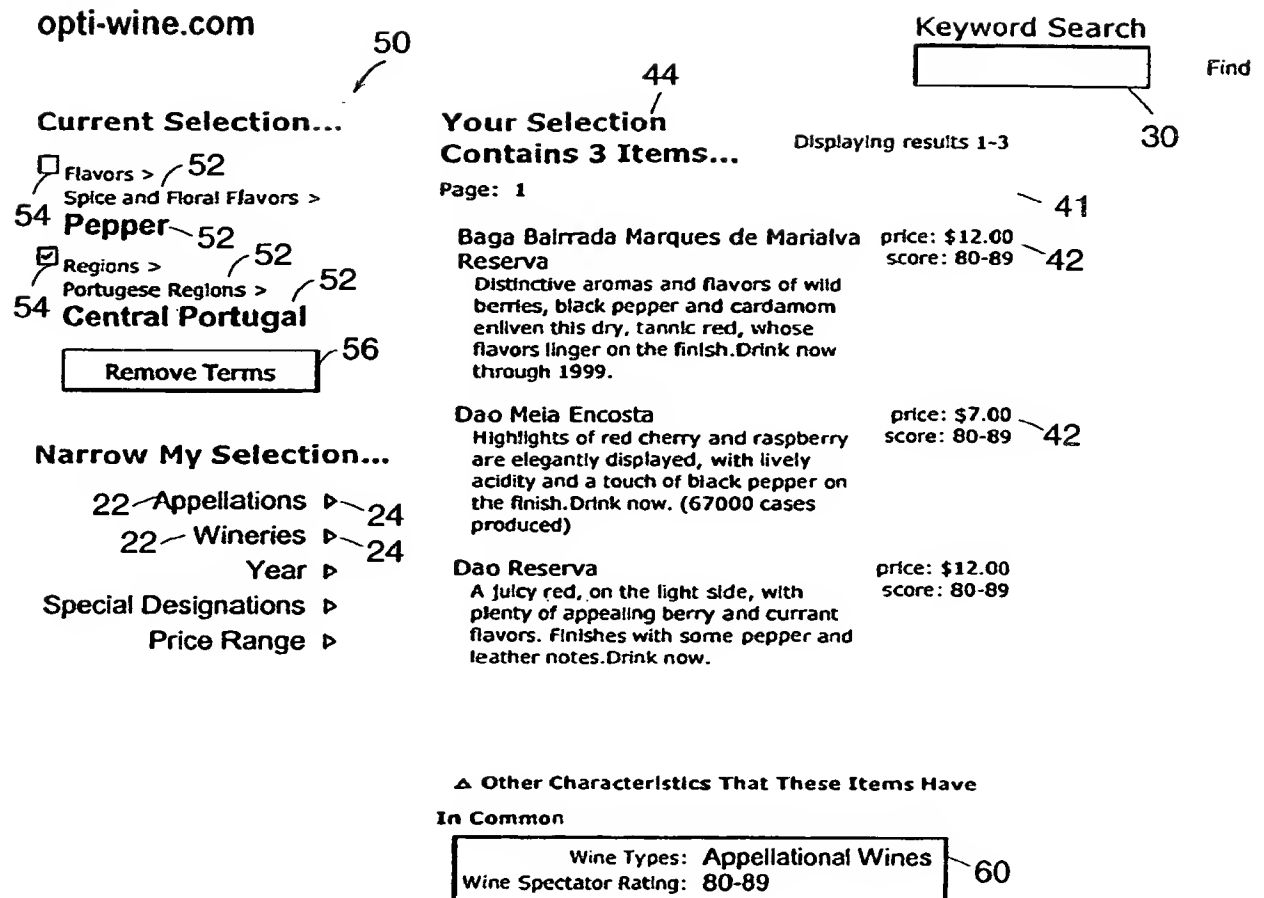 opti-wine.com
50
Keyword Search
44
Find
30
Current Selection...
Flavors >
52
Spice and Floral Flavors >
54
Pepper
52
Regions >
52
Portugese Regions >
52
54
Central Portugal
56
Remove Terms
Narrow My Selection...
22
Appellations
24
22
Wineries
24
Year
Special Designations
Price Range
Your Selection
Contains 3 Items...
Displaying results 1-3
Page: 1
41
Baga Bairrada Marques de Marialva
Reserva
price: $12.00
score: 80-89
42
Distinctive aromas and flavors of wild
berries, black pepper and cardamom
enliven this dry, tannic red, whose
flavors linger on the finish.Drink now
through 1999.
Dao Meia Encosta
price: $7.00
score: 80-89
42
Highlights of red cherry and raspberry
are elegantly displayed, with lively
acidity and a touch of black pepper on
the finish.Drink now. (67000 cases
produced)
Dao Reserva
price: $12.00
score: 80-89
A juicy red, on the light side, with
plenty of appealing berry and currant
flavors. Finishes with some pepper and
leather notes.Drink now.
Other Characteristics That These Items Have
In Common
Wine Types: Appellational Wines
60
Wine Spectator Rating: 80-89